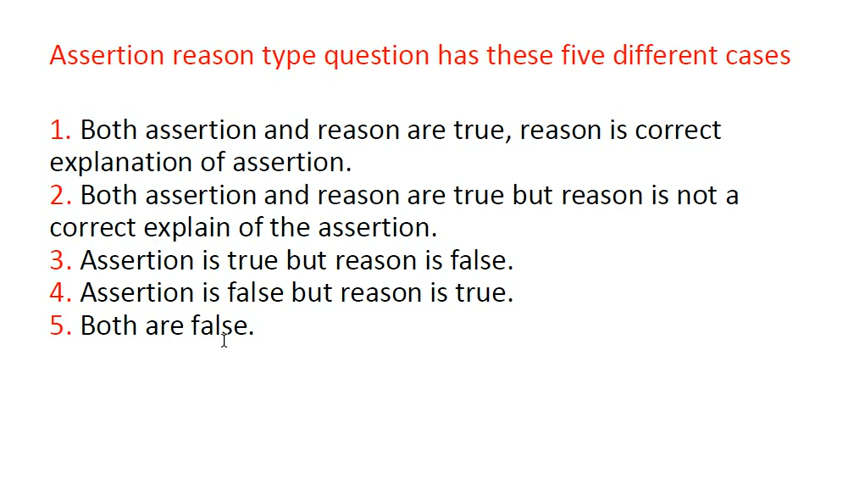 Assertion reason type question has these five different cases
1. Both assertion and reason are true, reason is correct
explanation of assertion.
2. Both assertion and reason are true but reason is not a
correct explain of the assertion.
3. Assertion is true but reason is false.
4. Assertion is false but reason is true.
5. Both are false.